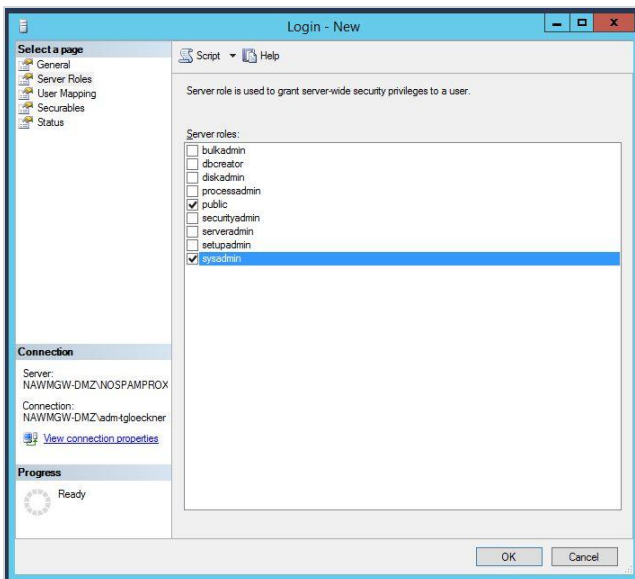 Login - New
Select a page
General
Server Roles
User Mapping
Securables
Status
Script
Help
Server role is used to grant server-wide security privileges to a user.
Server roles:
bulkadmin
dbcreator
diskadmin
processadmin
public
securityadmin
serveradmin
setupadmin
sysadmin
Connection
Server:
NAWMGW-DMZ\NOSPAMPROX
Connection:
NAWMGW-DMZ\adm-tgloeckner
View connection properties
Progress
Ready
OK
Cancel